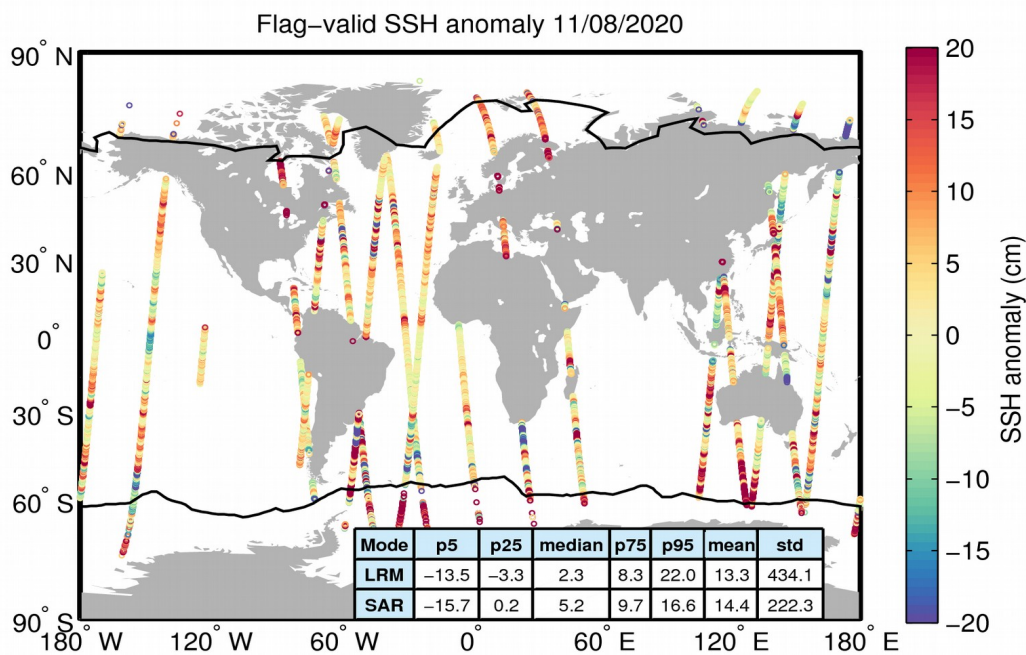 Flag−valid SSH anomaly 11/08/2020
90° N
60° N
30° N
0°
30° S
60° S
90° S
180° W
120° W
60° W
0°
60° E
120° E
180° E
20
15
10
5
0
−5
−10
−15
−20
SSH anomaly (cm)
Mode p5 p25 median p75 p95 mean std
LRM −13.5 −3.3 2.3 8.3 22.0 13.3 434.1
SAR −15.7 0.2 5.2 9.7 16.6 14.4 222.3